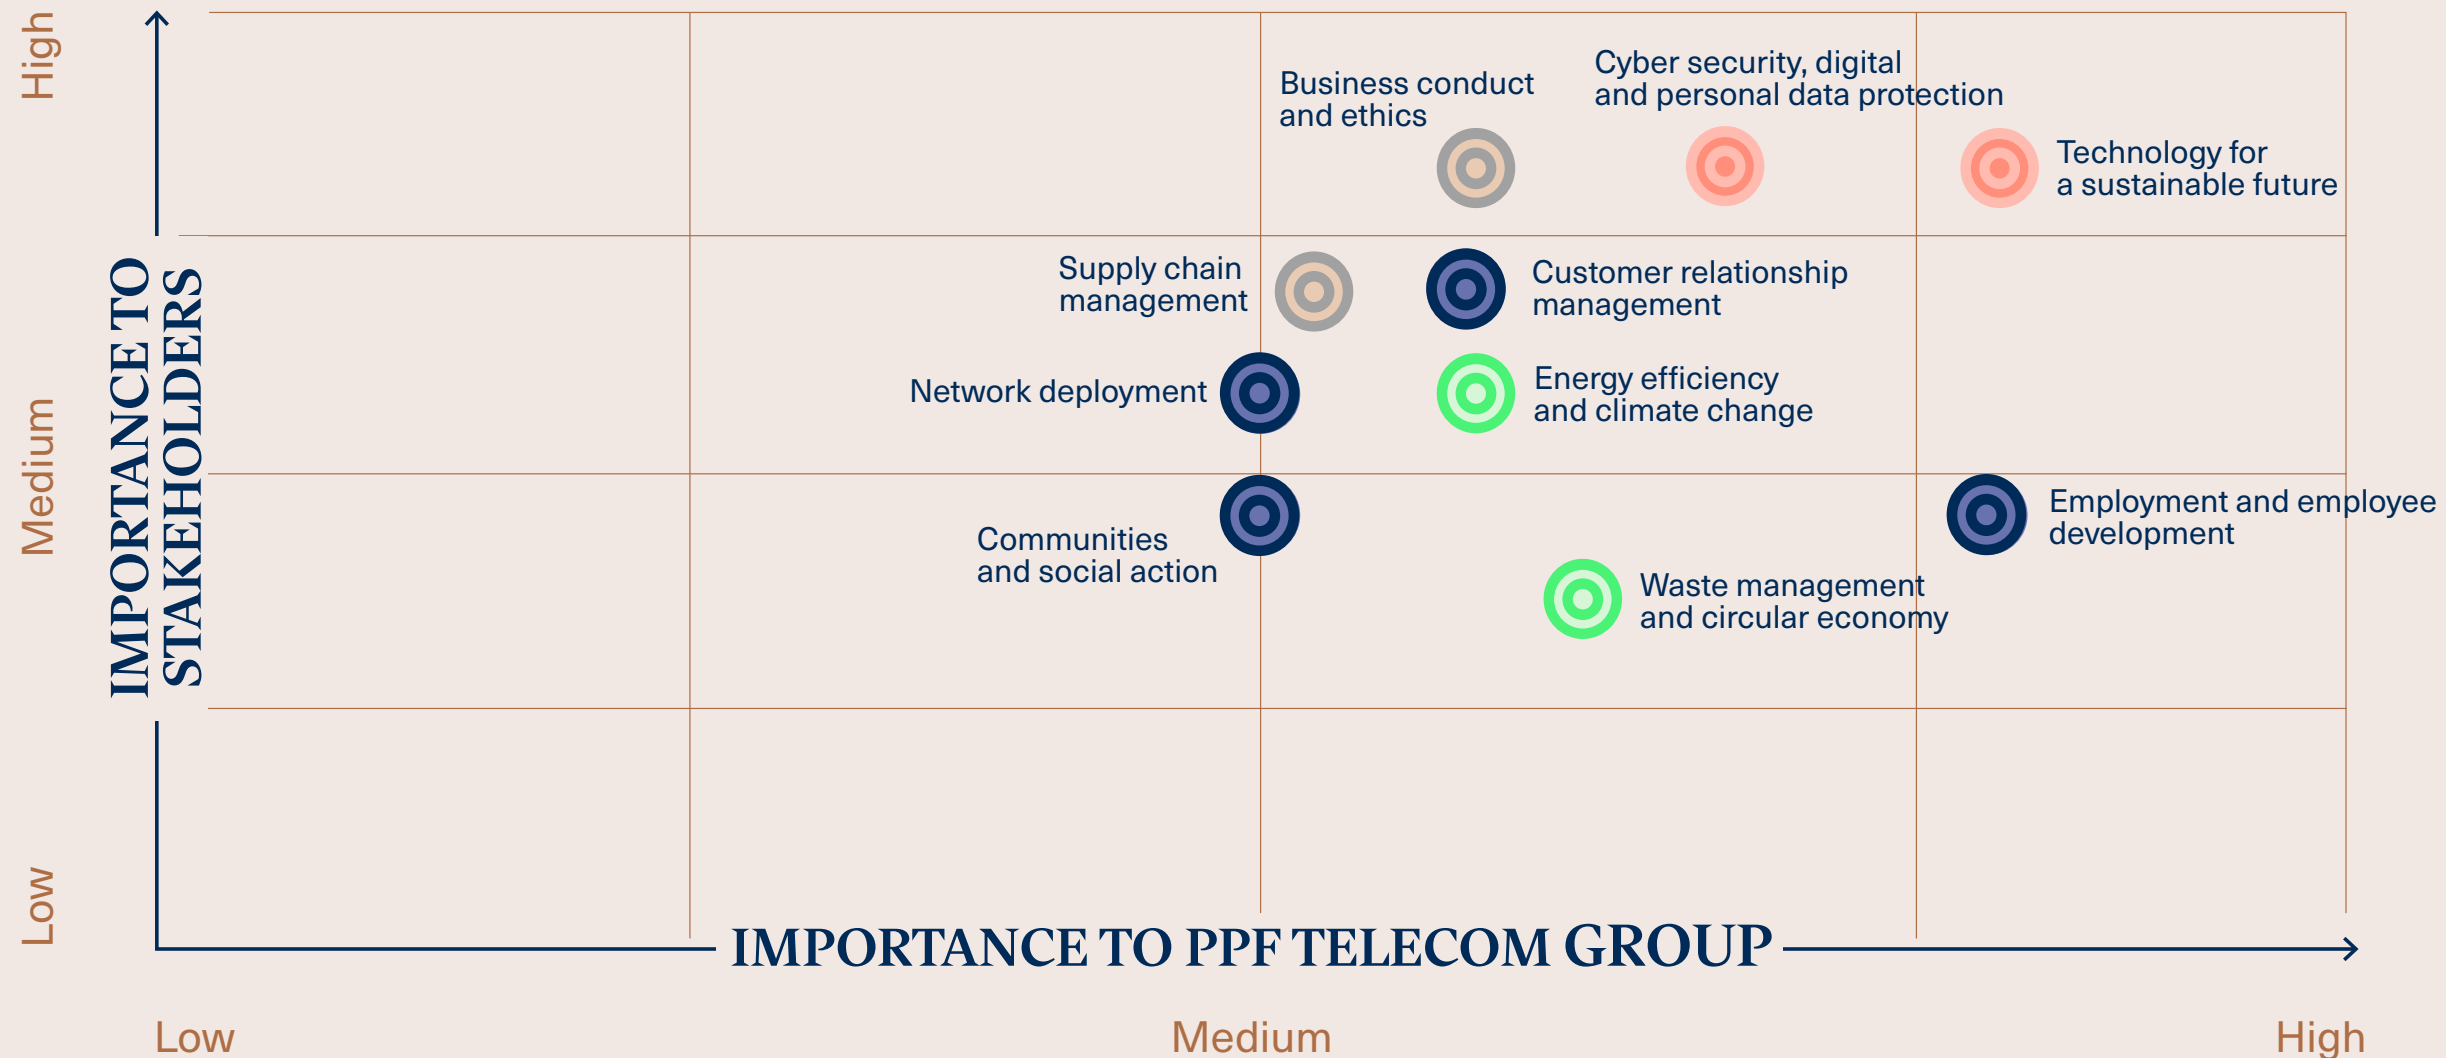 High
Medium
Low
IMPORTANCE TO
STAKEHOLDERS
Business conduct
and ethics
Cyber security, digital
and personal data protection
Technology for
a sustainable future
Supply chain
management
Customer relationship
management
Network deployment
Energy efficiency
and climate change
Communities
and social action
Employment and employee
development
Waste management
and circular economy
IMPORTANCE TO PPF TELECOM GROUP
Low
Medium
High